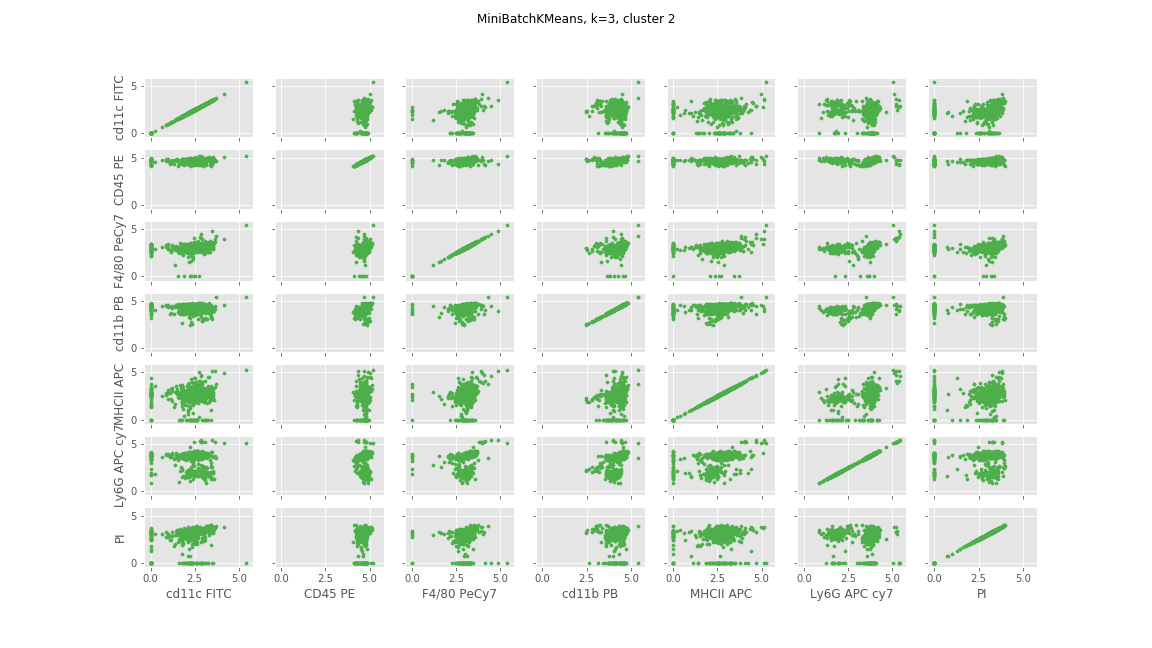 MiniBatchKMeans, k=3, cluster 2
cd11c FITC
5
0
CD45 PE
5
0
F4/80 PeCy7
5
0
cd11b PB
5
0
MHCII APC
5
0
Ly6G APC cy7
5
0
PI
5
0
0.0 2.5 5.0 0.0 2.5 5.0 0.0 2.5 5.0 0.0 2.5 5.0 0.0 2.5 5.0 0.0 2.5 5.0 0.0 2.5 5.0
cd11c FITC CD45 PE F4/80 PeCy7 cd11b PB MHCII APC Ly6G APC cy7 PI